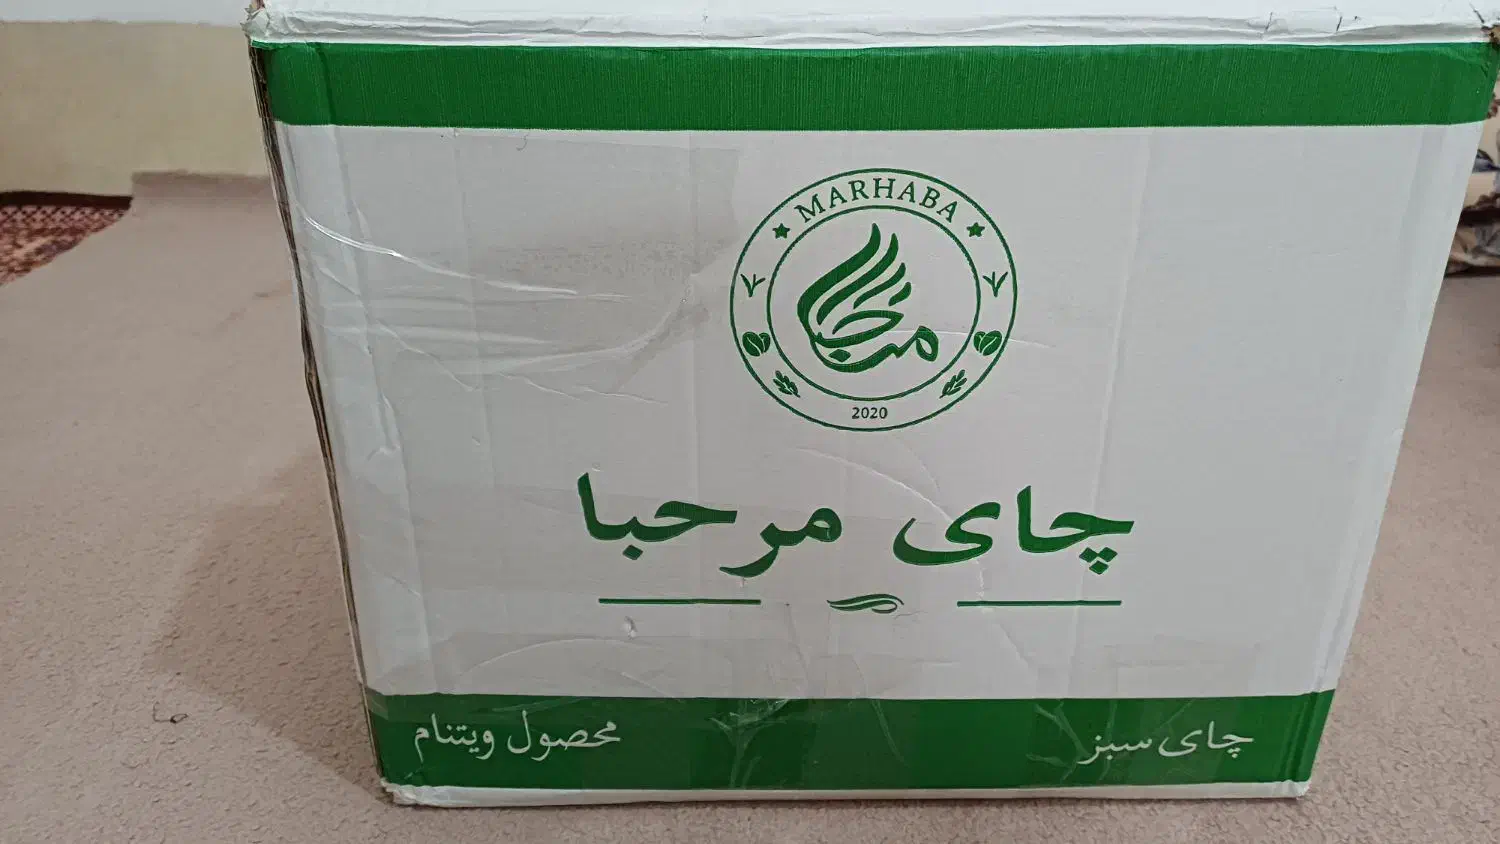 MARHABA
مرحبا
2020
چای مرحبا
چای سبز
محصول ویتنام